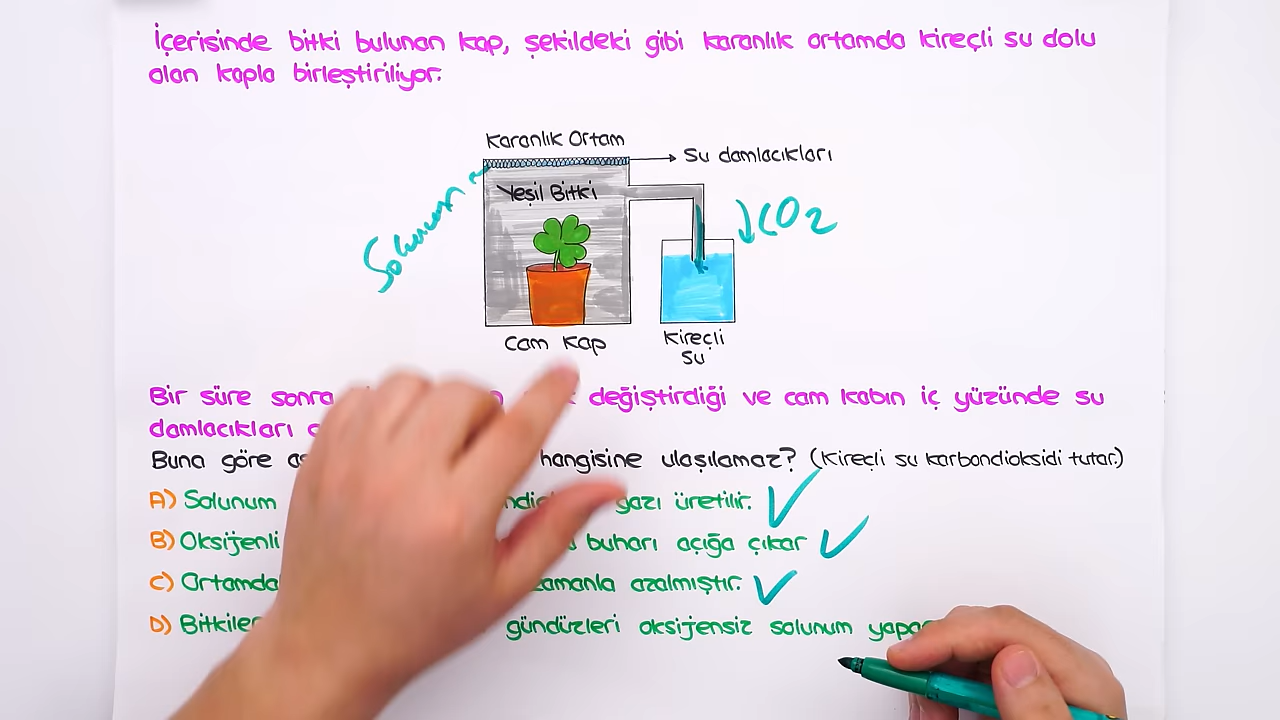 İçerisinde bitki bulunan kap, şekildeki gibi karanlık ortamda kireçli su dolu
olan kapla birleştiriliyor.
Karanlık Ortam
Su damlacıkları
Yeşil Bitki
Solunum
CO2
Cam Kap
Kireçli
Su
Bir süre sonra değiştirdiği ve cam kabın iç yüzünde su
damlacıkları
Buna göre hangisine ulaşılamaz? (Kireçli su karbondioksidi tutar.)
A) Solunum gazı üretilir.
B) Oksijenli buharı açığa çıkar
C) zamanla azalmıştır.
D) gündüzleri oksijensiz solunum